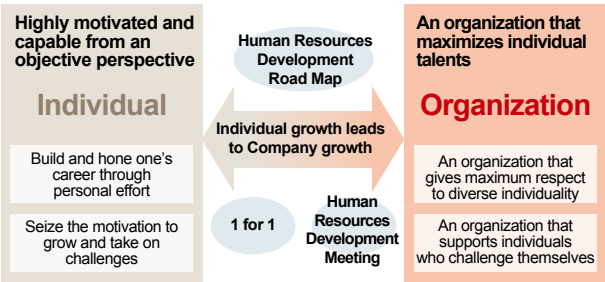 Highly motivated and
capable from an
objective perspective
Individual
Build and hone one's
career through
personal effort
Seize the motivation to
grow and take on
challenges
Human Resources
Development
Road Map
Individual growth leads
to Company growth
1 for 1
Human
Resources
Development
Meeting
An organization that
maximizes individual
talents
Organization
An organization that
gives maximum respect
to diverse individuality
An organization that
supports individuals
who challenge themselves